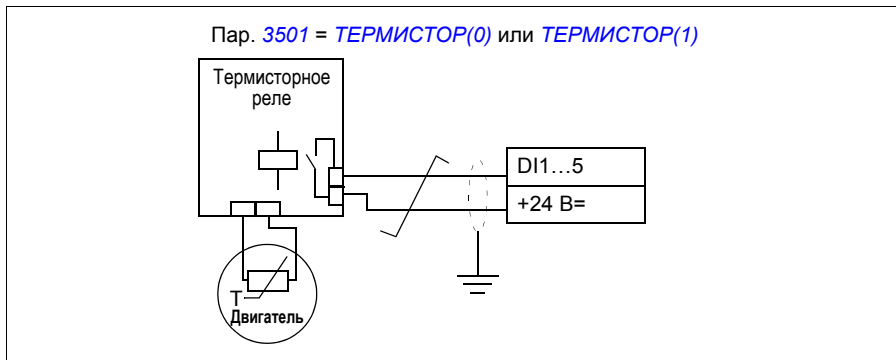 Пар. 3501 = ТЕРМИСТОР(0) или ТЕРМИСТОР(1)
Термисторное
реле
DI1…5
+24 В=
T
Двигатель